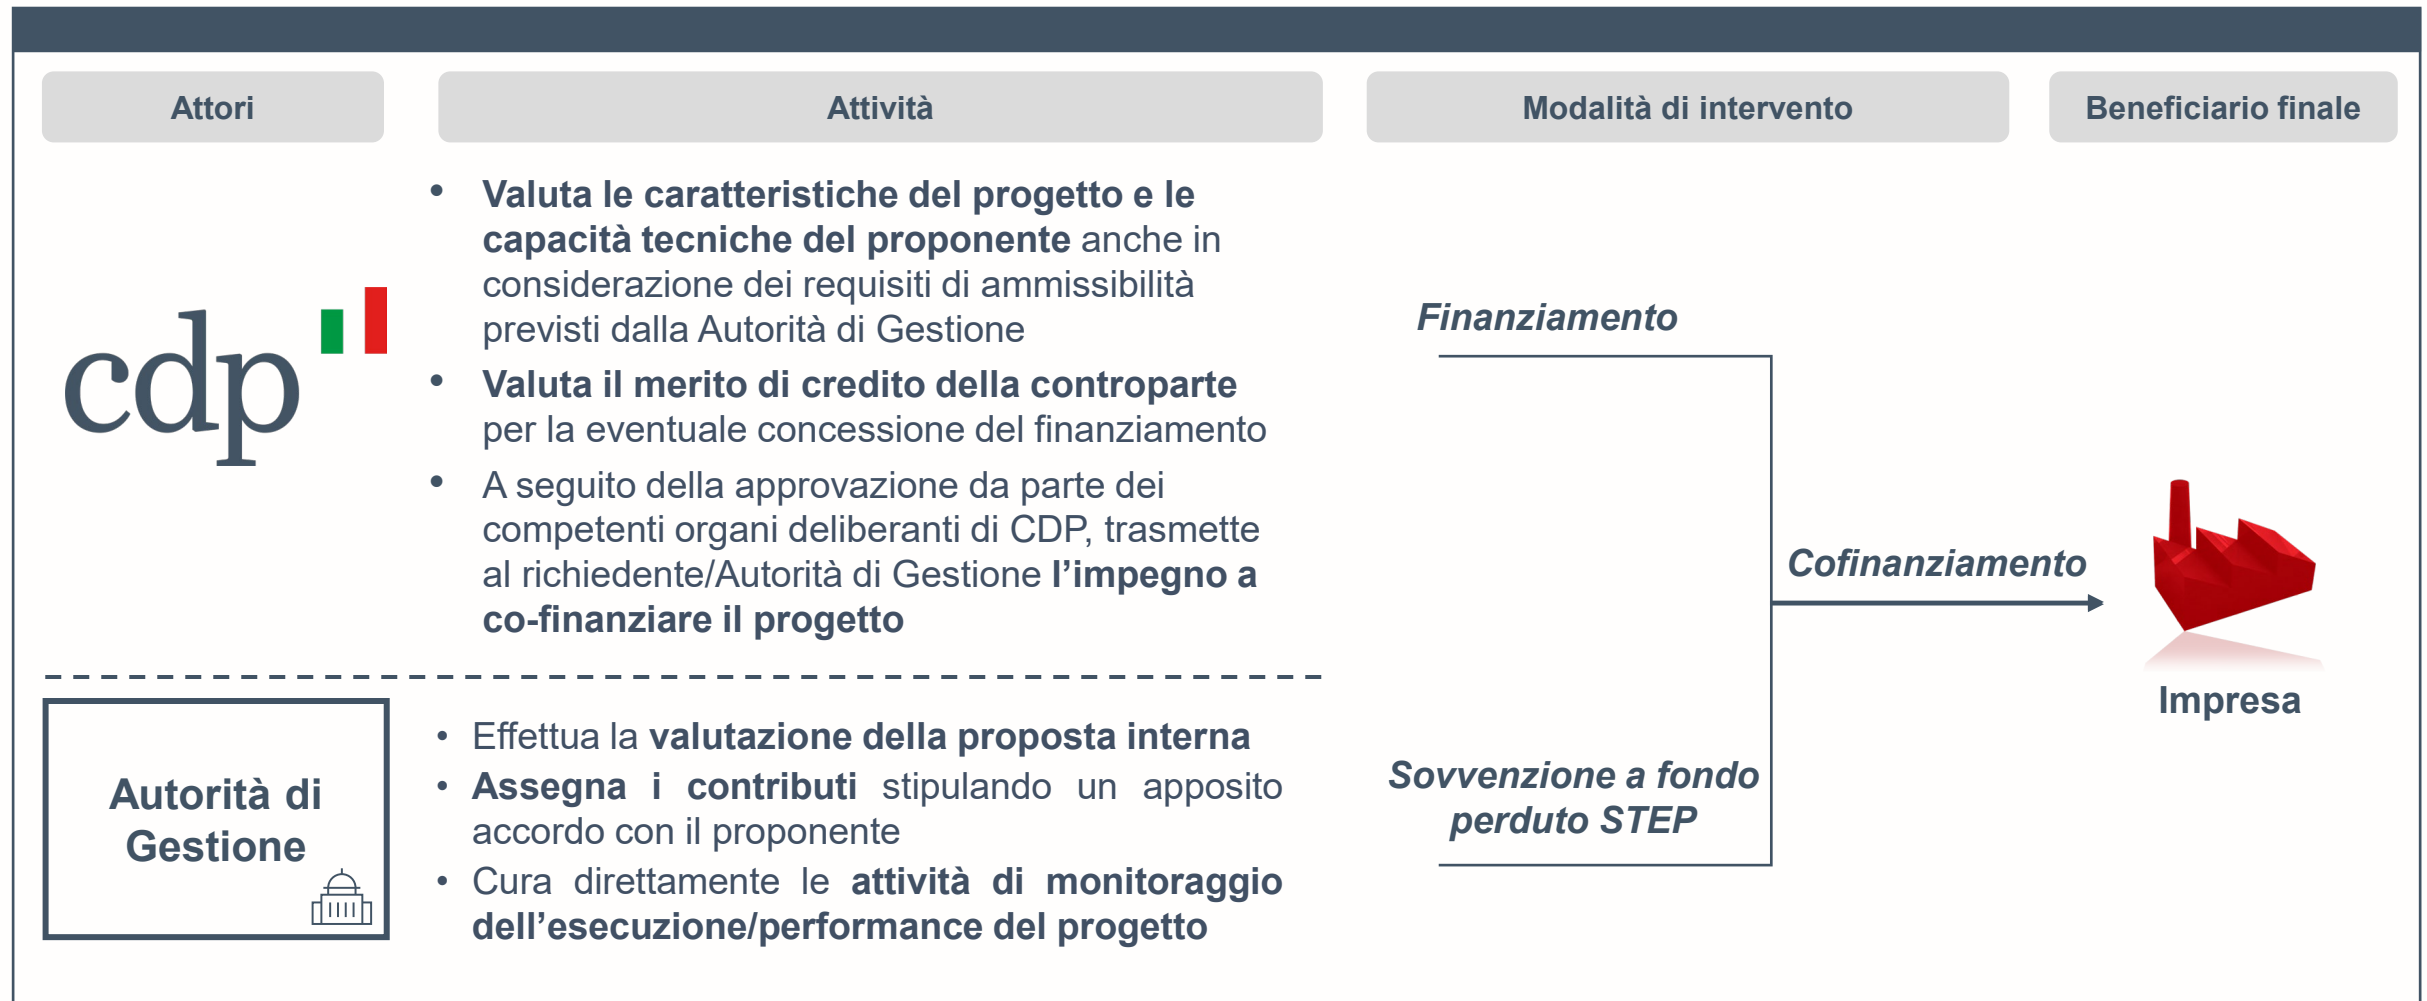 Attori
Attività
Modalità di intervento
Beneficiario finale
cdp
• Valuta le caratteristiche del progetto e le
capacità tecniche del proponente anche in
considerazione dei requisiti di ammissibilità
previsti dalla Autorità di Gestione
• Valuta il merito di credito della controparte
per la eventuale concessione del finanziamento
• A seguito della approvazione da parte dei
competenti organi deliberanti di CDP, trasmette
al richiedente/Autorità di Gestione l’impegno a
co-finanziare il progetto
Finanziamento
Cofinanziamento
Impresa
Autorità di
Gestione
• Effettua la valutazione della proposta interna
• Assegna i contributi stipulando un apposito
accordo con il proponente
• Cura direttamente le attività di monitoraggio
dell’esecuzione/performance del progetto
Sovvenzione a fondo
perduto STEP